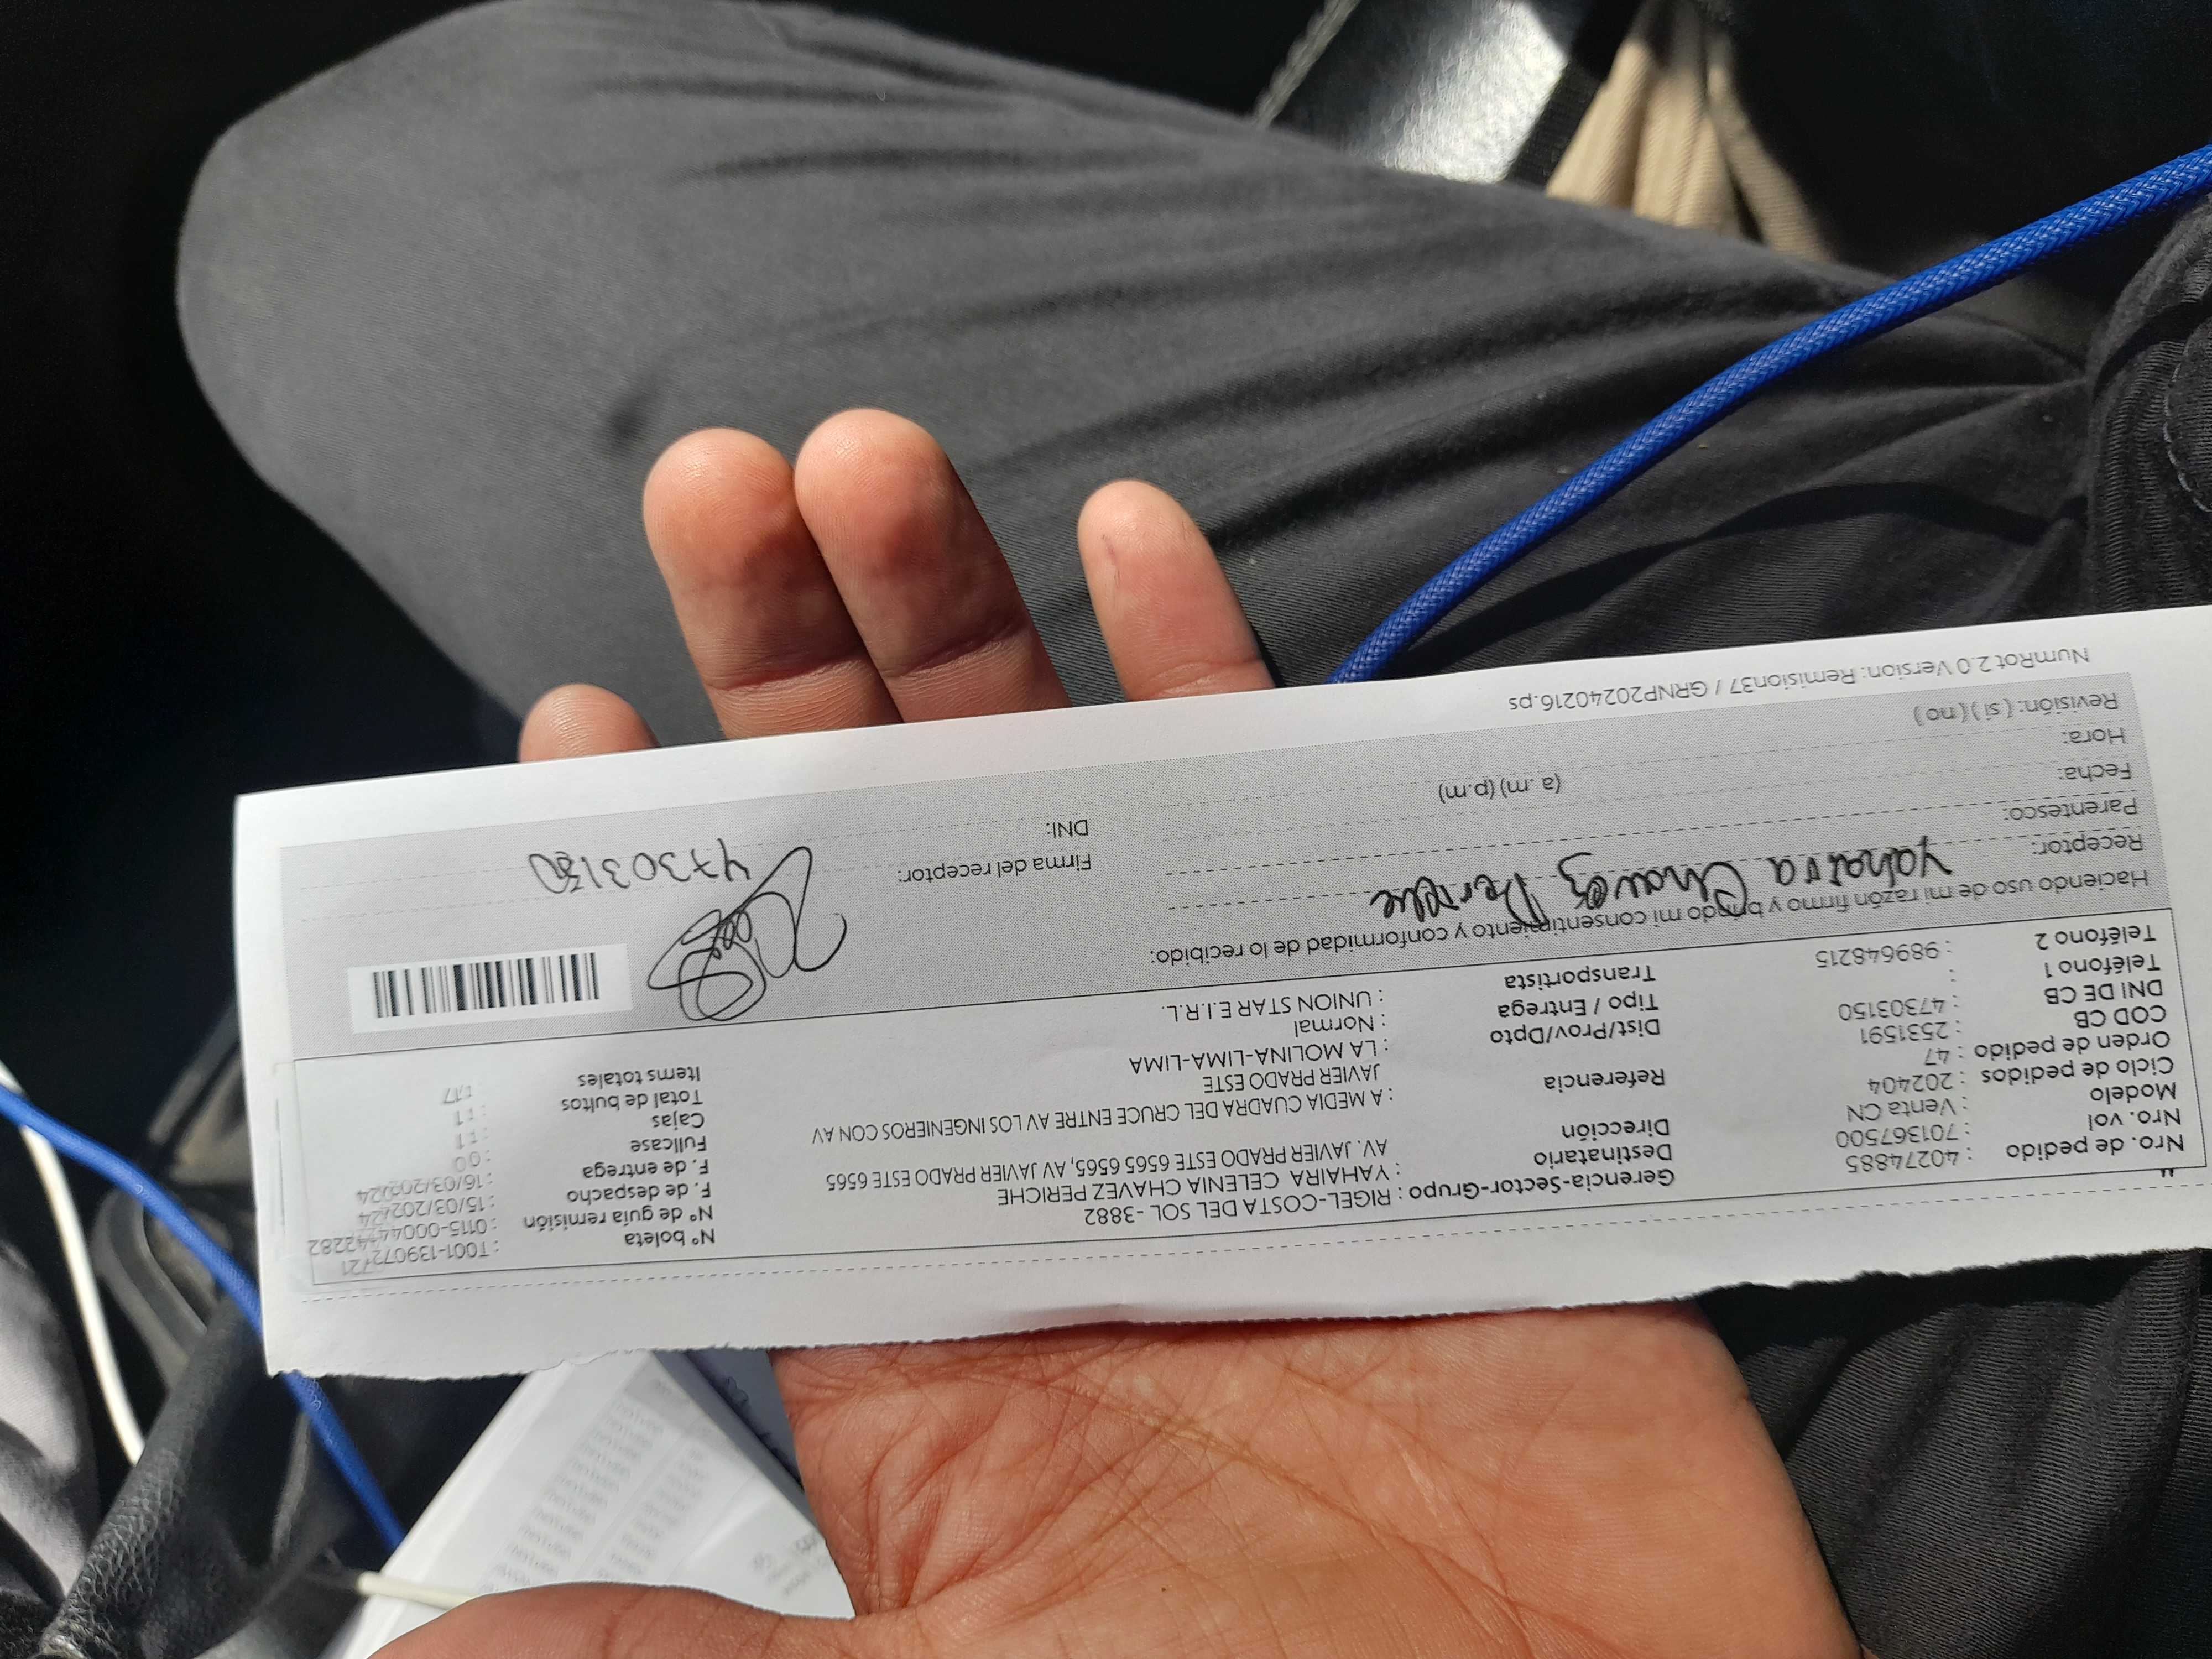 Nro. de pedido : 40274885
Nro. vol : 701367500
Modelo : Venta CN
Ciclo de pedidos : 202404
Orden de pedido : 47
COD CB : 2531591
DNI DE CB : 47303150
Teléfono 1 :
Teléfono 2 : 989648215
Gerencia-Sector-Grupo : RIGEL-COSTA DEL SOL -3882
Destinatario : YAHAIRA CELENIA CHAVEZ PERICHE
Dirección AV. JAVIER PRADO ESTE 6565 6565, AV JAVIER PRADO ESTE 6565
Referencia : A MEDIA CUADRA DEL CRUCE ENTRE AV LOS INGENIEROS CON AV
JAVIER PRADO ESTE
Dist/Prov/Dpto : LA MOLINA-LIMA-LIMA
Tipo / Entrega : Normal
Transportista : UNION STAR E.I.R.L.
Nº boleta
Nº de guía remisión
F. de despacho : 15/03/2024
F. de entrega : 16/03/2024
Fullcase : 0
Cajas : 1
Total de bultos : 1
Items totales
Haciendo uso de mi razón firmo y brindo mi consentimiento y conformidad de lo recibido:
Receptor: Yahaira Chavez Periche
Parentesco:
Fecha:
Hora: (a .m) (p.m)
Revisión: ( si ) ( no )
Firma del receptor:
DNI: 47303150
NumRot 2.0 Version: Remision37 / GRNP20240216.ps